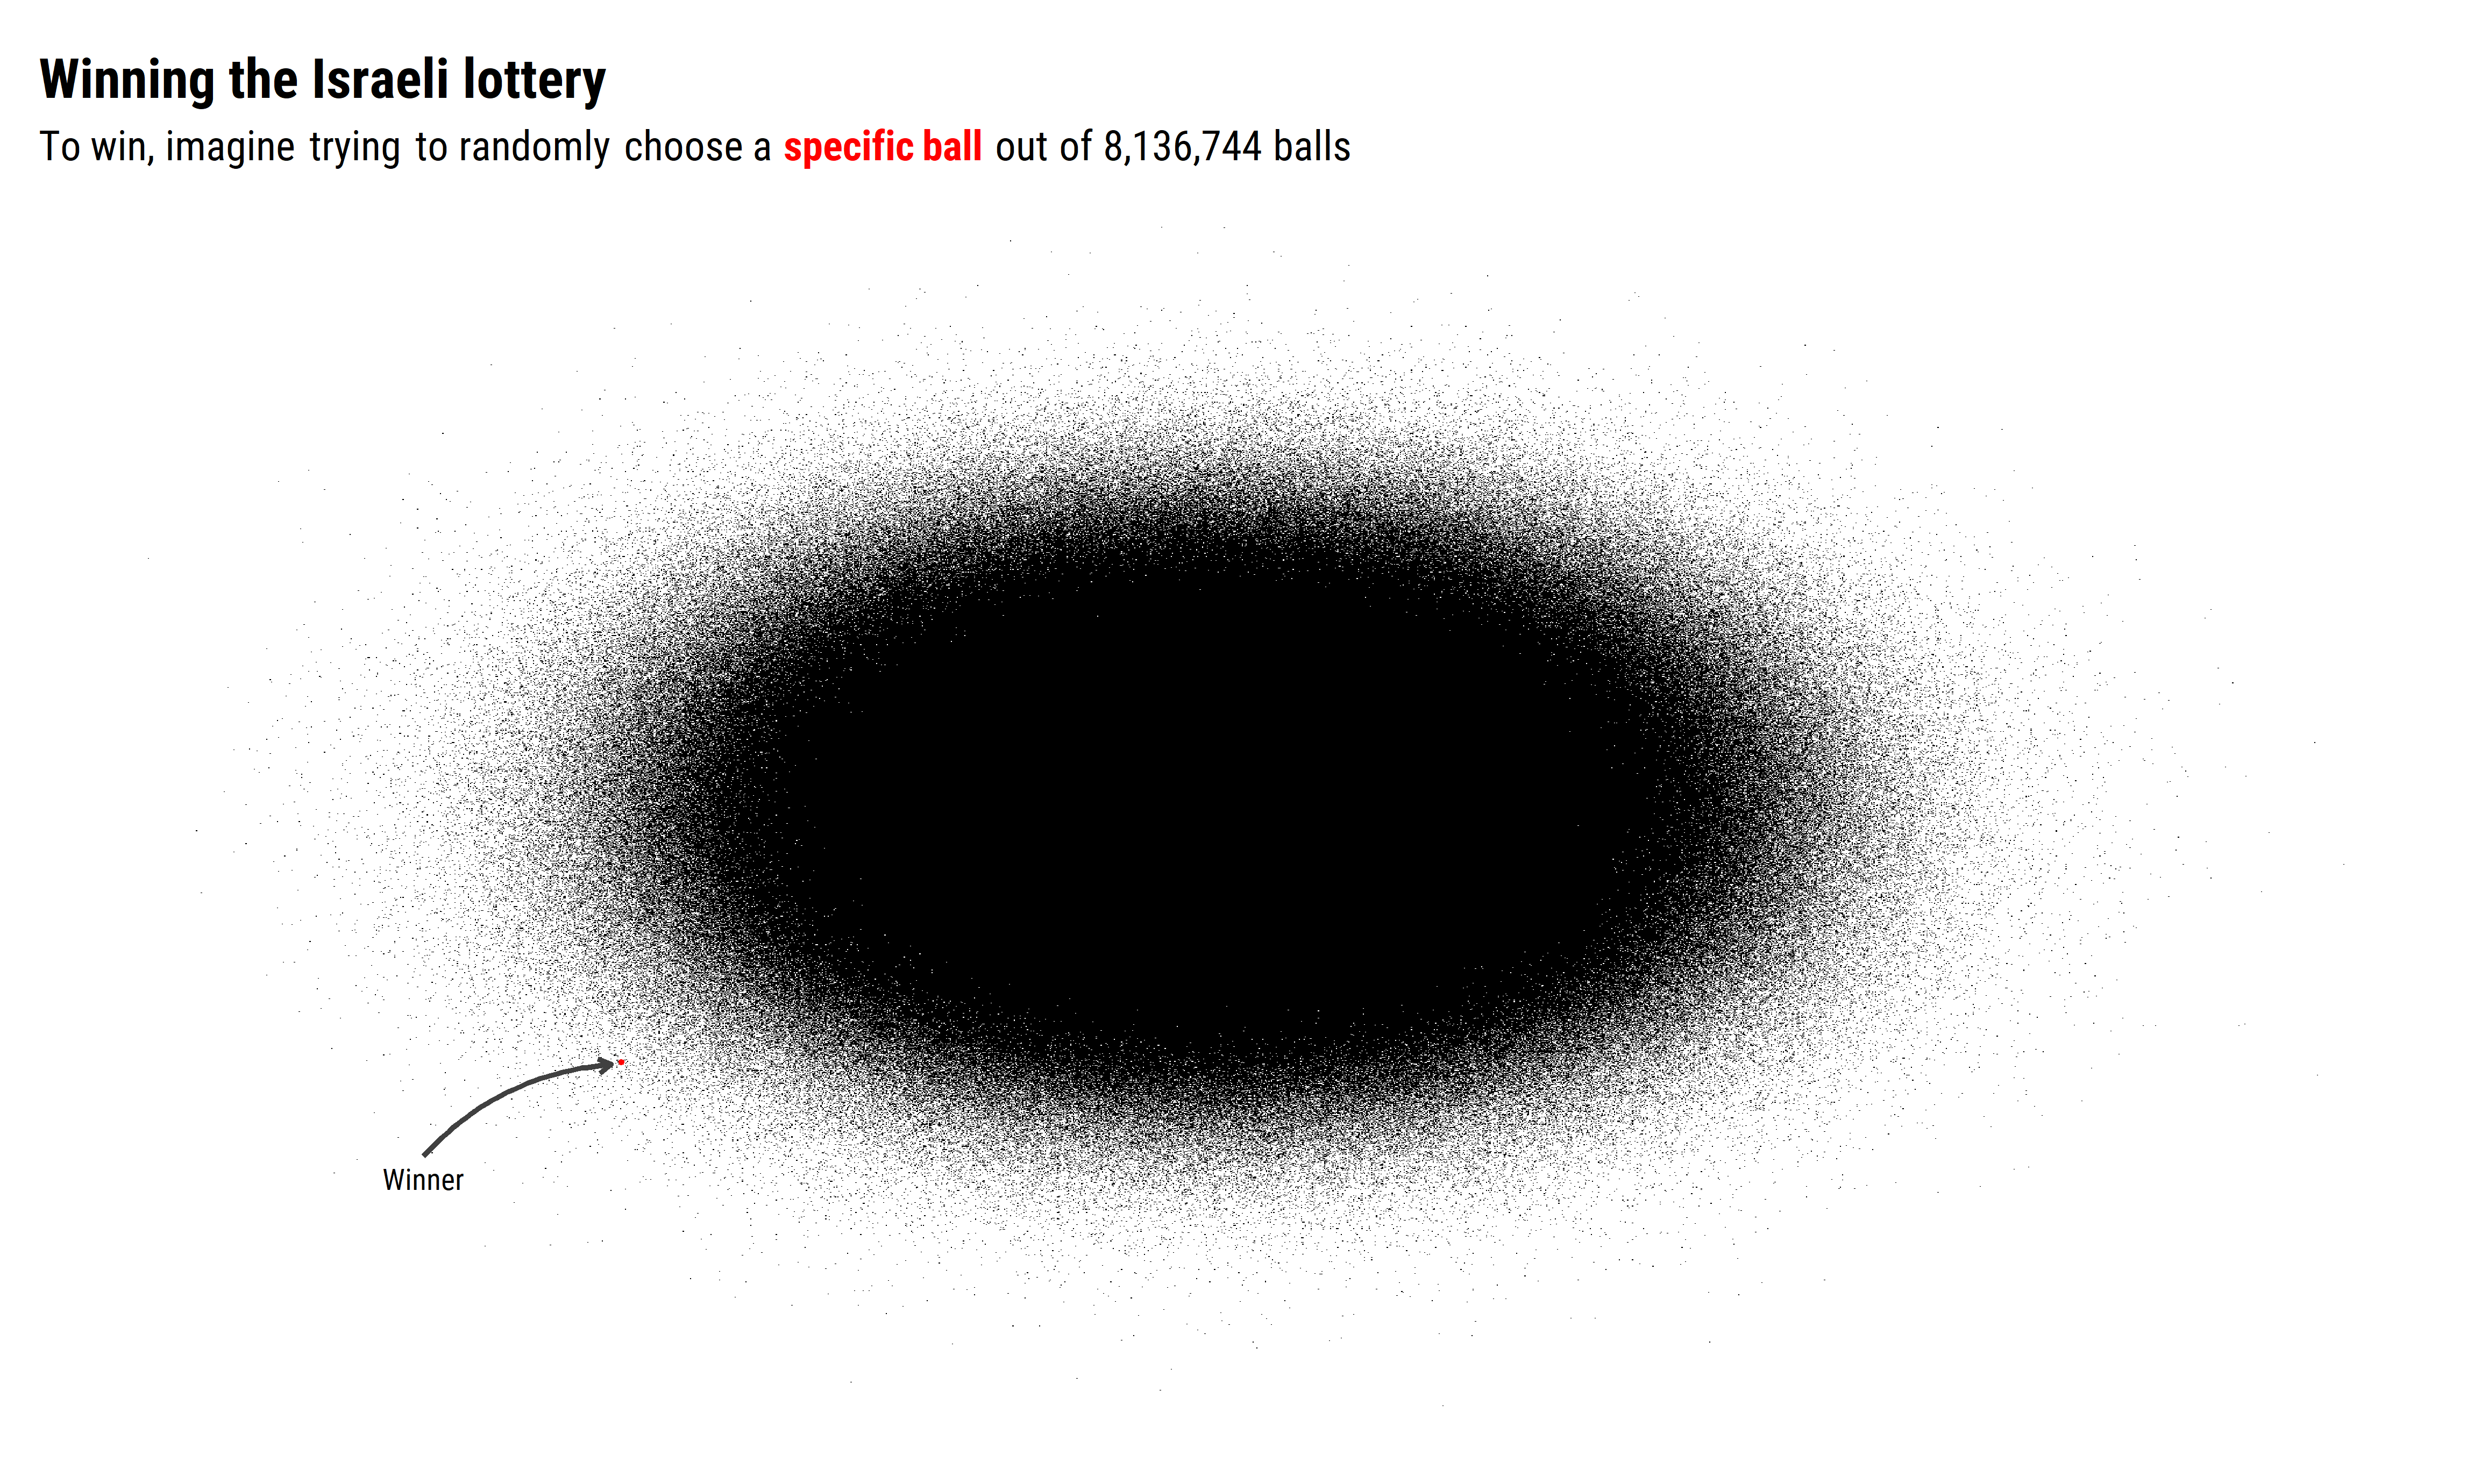 Winning the Israeli lottery
To win, imagine trying to randomly choose a specific ball out of 8,136,744 balls
Winner